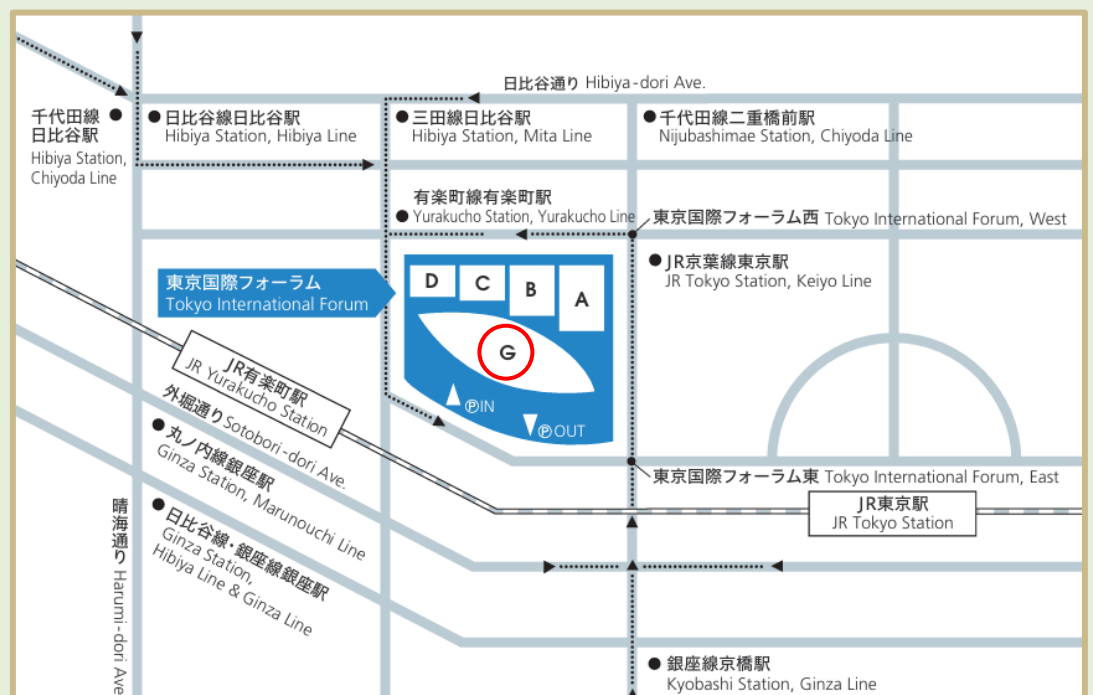 日比谷通り Hibiya-dori Ave.
千代田線
日比谷駅
Hibiya Station,
Chiyoda Line
日比谷線日比谷駅
Hibiya Station, Hibiya Line
三田線日比谷駅
Hibiya Station, Mita Line
千代田線二重橋前駅
Nijubashimae Station, Chiyoda Line
有楽町線有楽町駅
Yurakucho Station, Yurakucho Line
東京国際フォーラム西 Tokyo International Forum, West
JR京葉線東京駅
JR Tokyo Station, Keiyo Line
東京国際フォーラム
Tokyo International Forum
D
C
B
A
G
ⓅIN
ⓅOUT
JR有楽町駅
JR Yurakucho Station
外堀通り Sotobori-dori Ave.
丸ノ内線銀座駅
Ginza Station, Marunouchi Line
日比谷線・銀座線銀座駅
Ginza Station,
Hibiya Line & Ginza Line
晴海通り Harumi-dori Ave
東京国際フォーラム東 Tokyo International Forum, East
JR東京駅
JR Tokyo Station
銀座線京橋駅
Kyobashi Station, Ginza Line